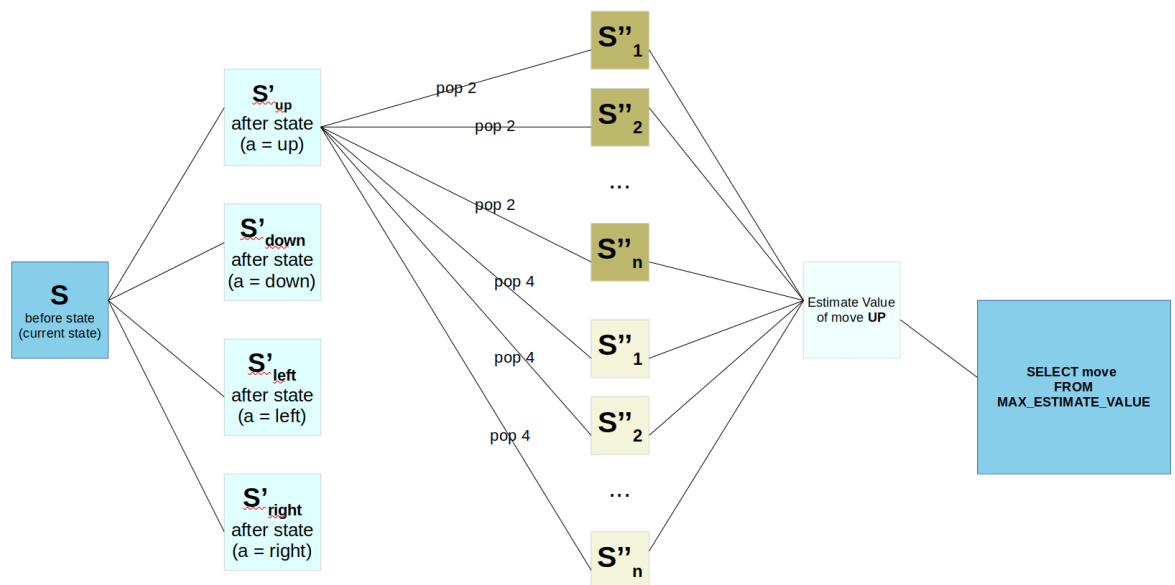 S
before state
(current state)
S’up
after state
(a = up)
S’down
after state
(a = down)
S’left
after state
(a = left)
S’right
after state
(a = right)
pop 2
pop 2
pop 2
pop 4
pop 4
pop 4
S’’1
S’’2
...
S’’n
S’’1
S’’2
...
S’’n
Estimate Value
of move UP
SELECT move
FROM
MAX_ESTIMATE_VALUE